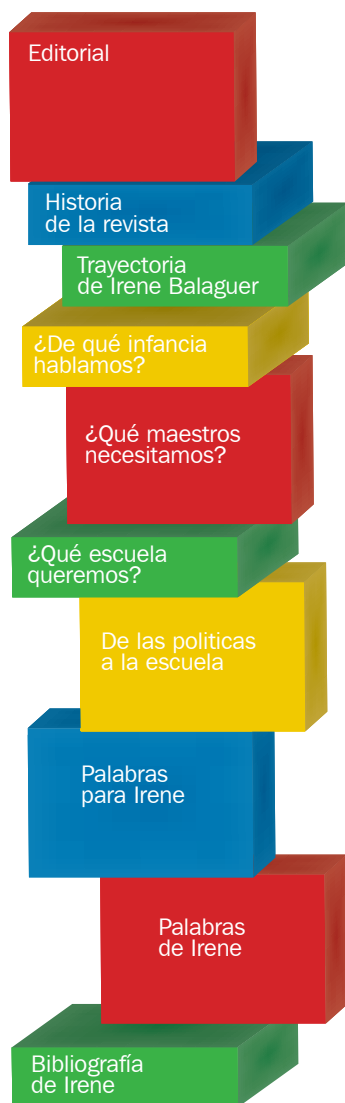 Editorial
Historia
de la revista
Trayectoria
de Irene Balaguer
¿De qué infancia
hablamos?
¿Qué maestros
necesitamos?
¿Qué escuela
queremos?
De las politicas
a la escuela
Palabras
para Irene
Palabras
de Irene
Bibliografía
de Irene